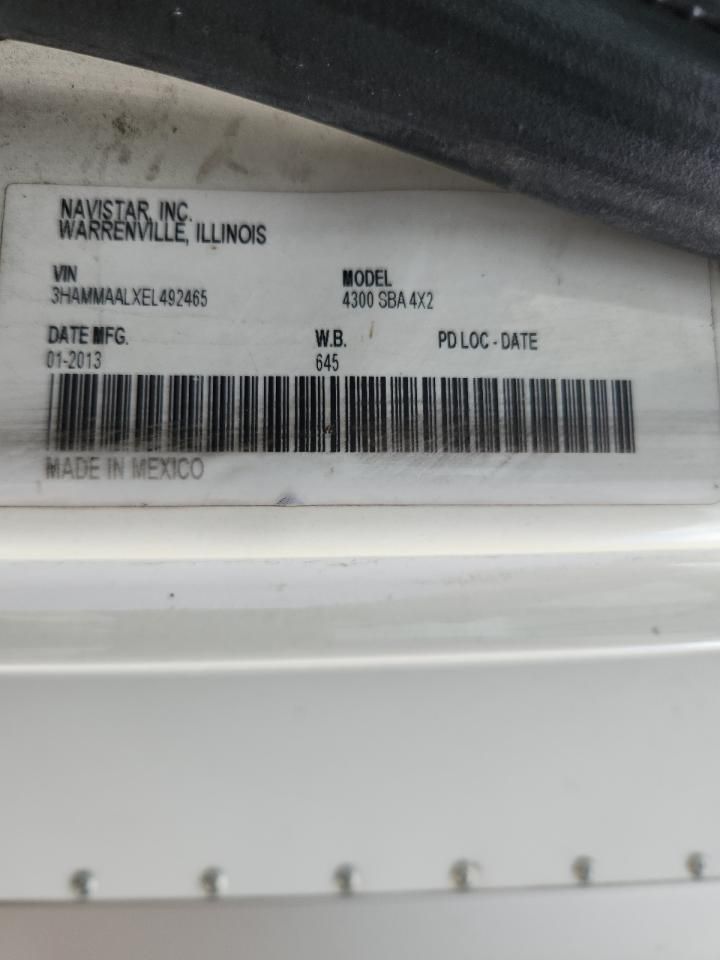 NAVISTAR, INC.
WARRENVILLE, ILLINOIS
VIN MODEL
3HAMMAALXEL492465 4300 SBA 4X2
DATE MFG. W.B. PD LOC - DATE
01-2013 645
MADE IN MEXICO